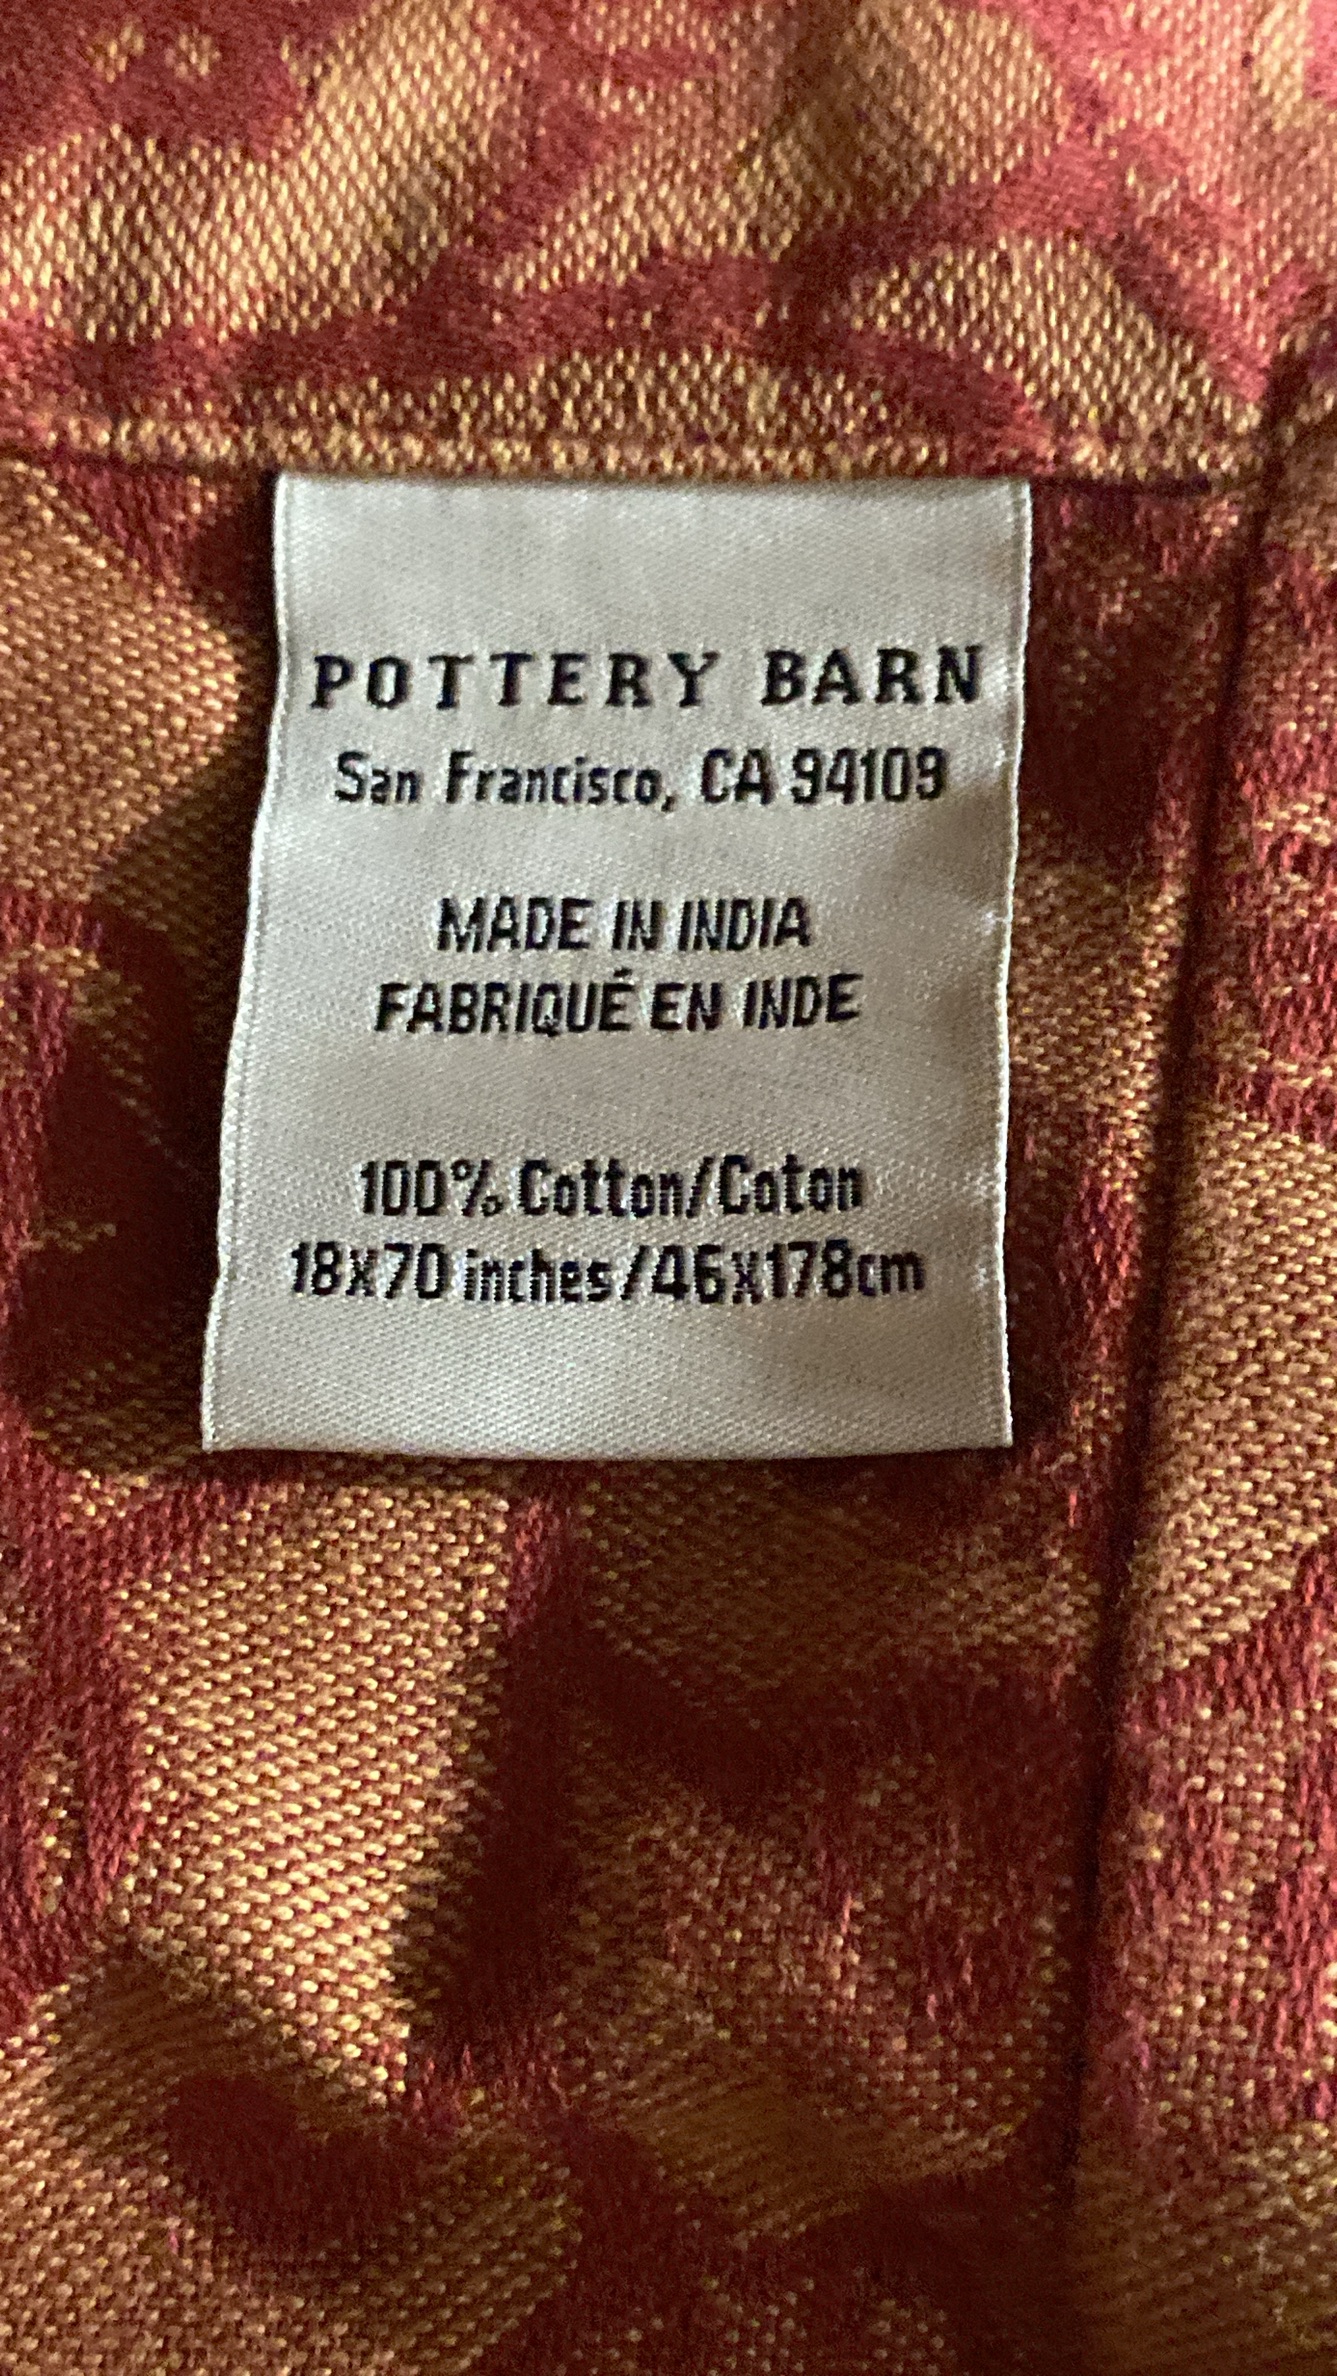 POTTERY BARN
San Francisco, CA 94109
MADE IN INDIA
FABRIQUÉ EN INDE
100% Cotton/Coton
18x70 inches/46x178cm